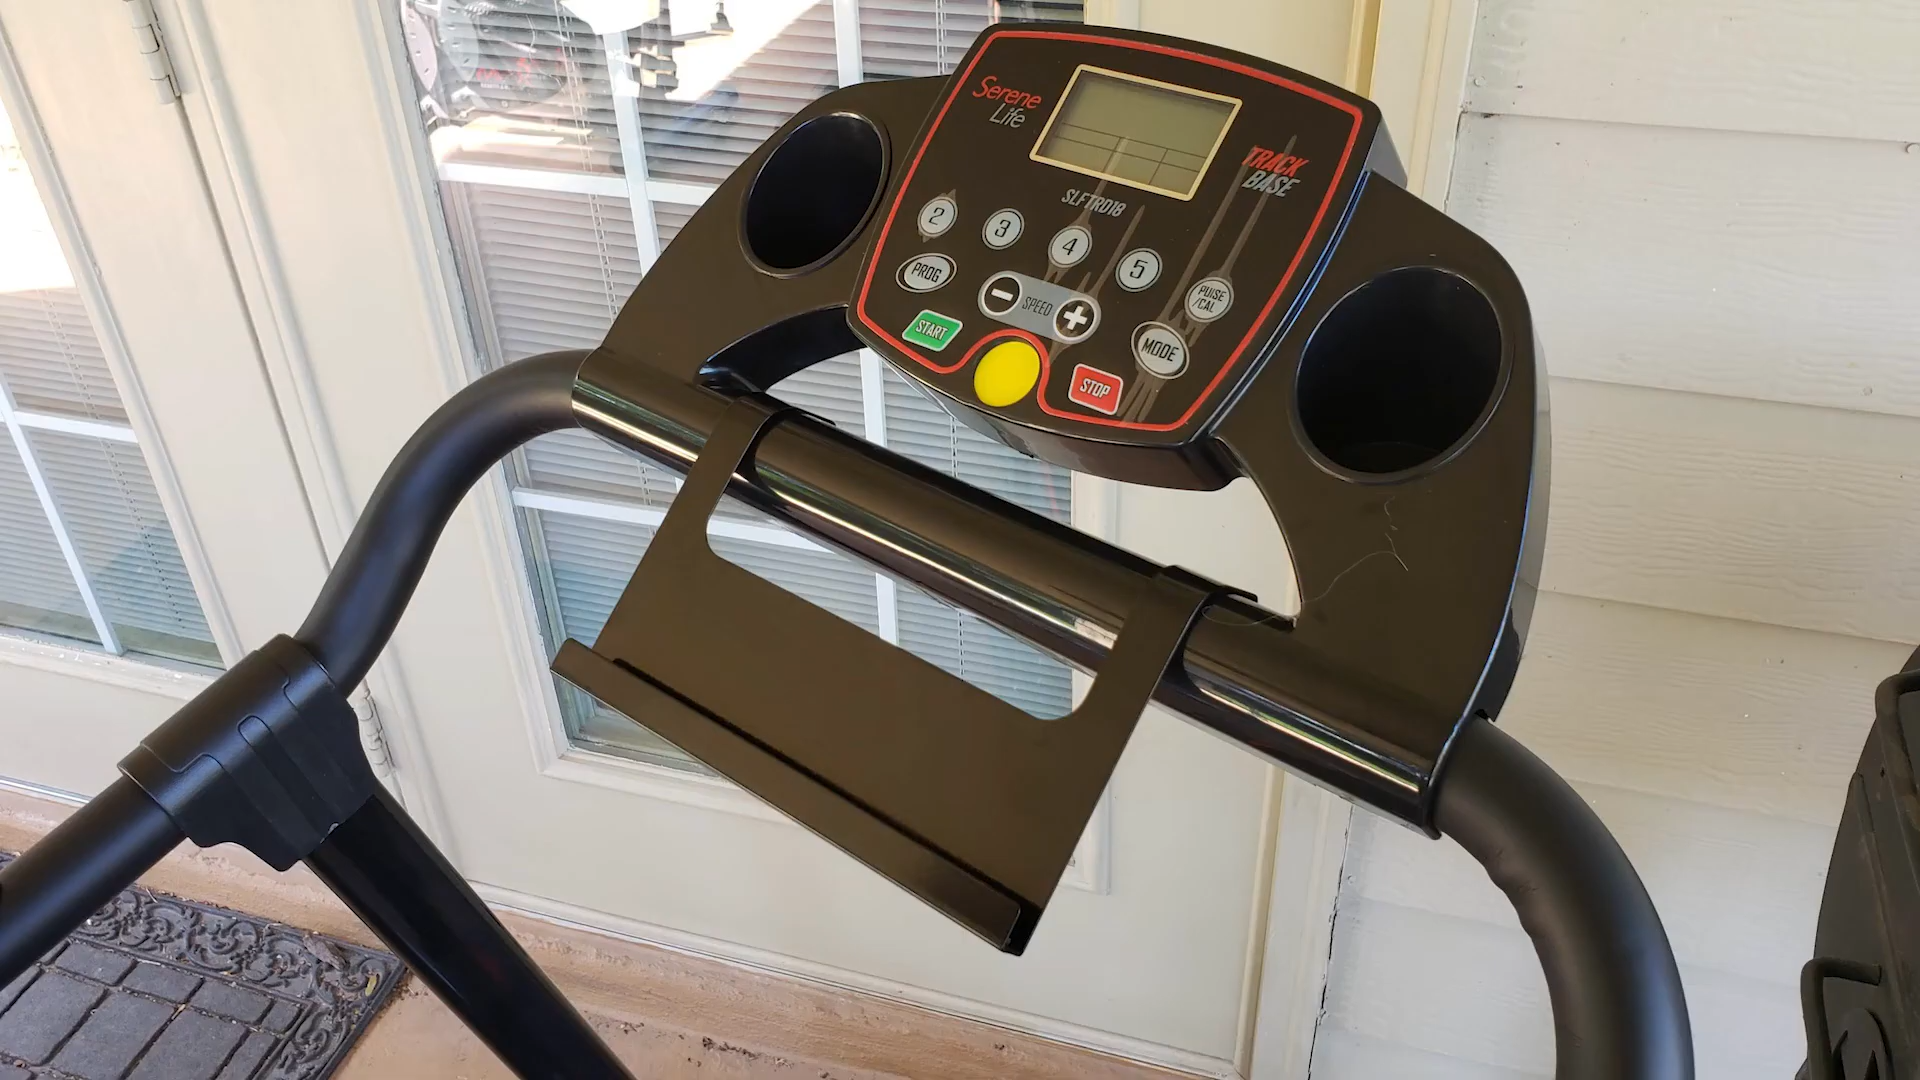 Serene
Life
TRACK
BASE
SLFTRD18
2
3
4
5
PROG
SPEED
PULSE
/CAL
START
MODE
STOP